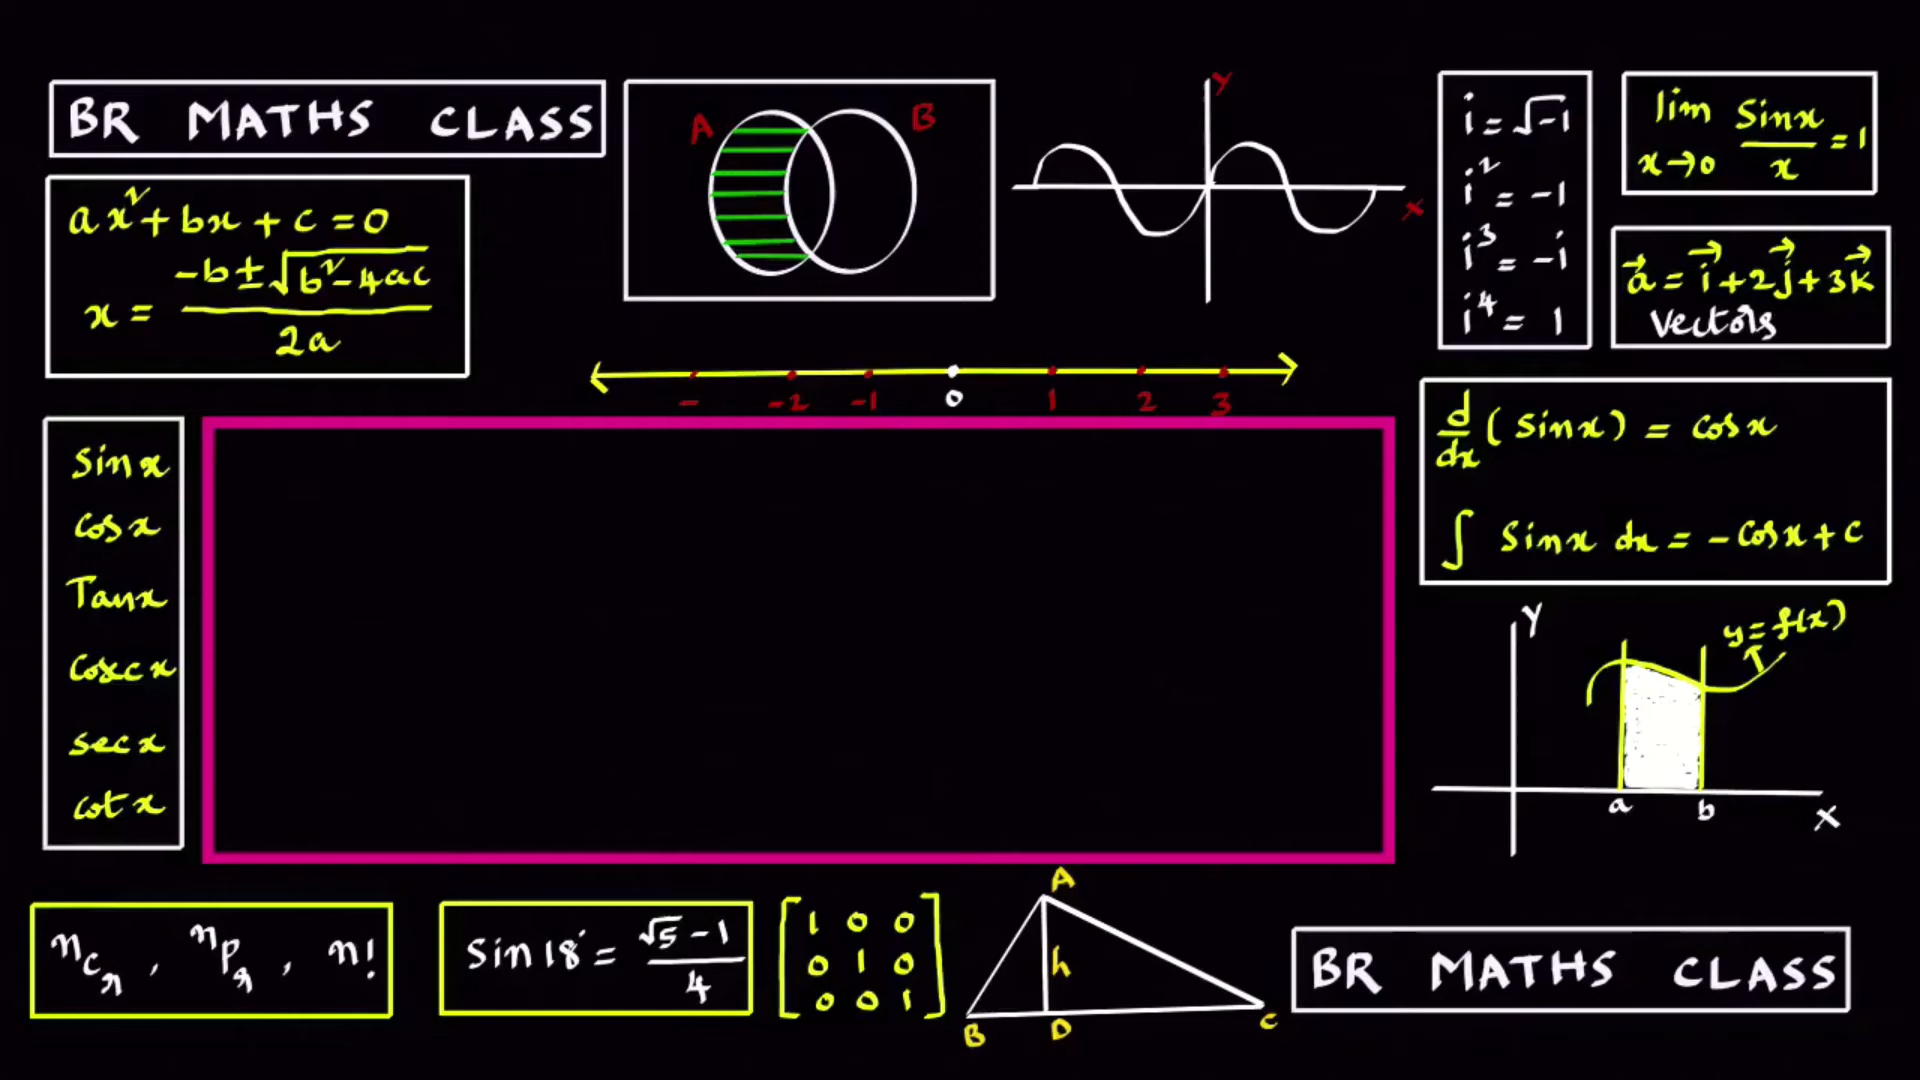 BR MATHS CLASS
ax²+bx+c=0
x = (-b±√(b²-4ac))/2a
A B
Y
X
i=√-1
i²=-1
i³=-i
i⁴=1
lim x→0 Sinx/x =1
a⃗ = i⃗+2j⃗+3k⃗
Vectors
- -2 -1 0 1 2 3
Sinx
Cosx
Tanx
Cosecx
secx
cotx
d/dx (Sinx) = Cosx
∫ Sinx dx = -Cosx+c
Y
y=f(x)
a b
X
ⁿCᵣ, ⁿPᵣ, n!
Sin18° = (√5-1)/4
1 0 0
0 1 0
0 0 1
A
h
B D C
BR MATHS CLASS